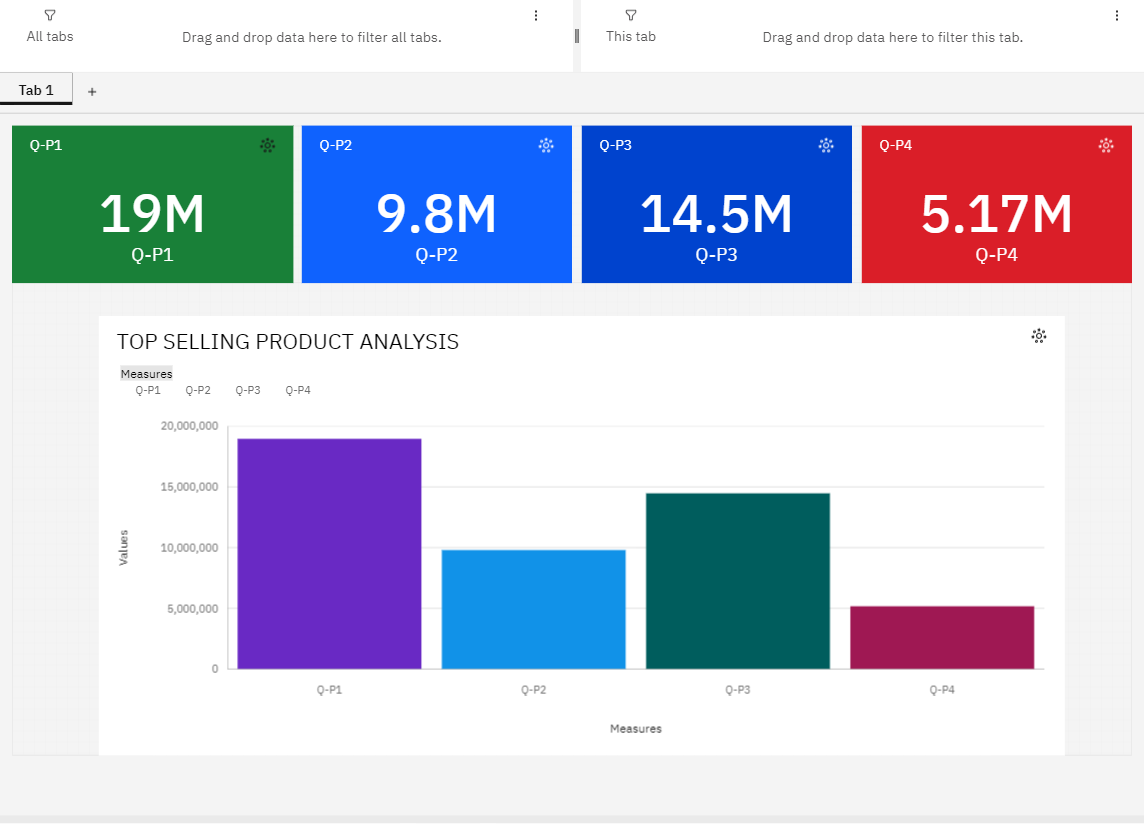 All tabs
Drag and drop data here to filter all tabs.
This tab
Drag and drop data here to filter this tab.
Tab 1
+
Q-P1
19M
Q-P1
Q-P2
9.8M
Q-P2
Q-P3
14.5M
Q-P3
Q-P4
5.17M
Q-P4
TOP SELLING PRODUCT ANALYSIS
Measures
Q-P1 Q-P2 Q-P3 Q-P4
20,000,000
15,000,000
10,000,000
5,000,000
0
Values
Q-P1 Q-P2 Q-P3 Q-P4
Measures